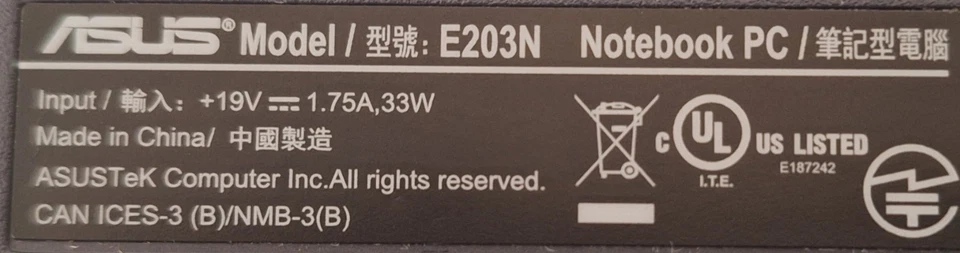 ASUS® Model / 型號: E203N Notebook PC / 筆記型電腦
Input / 輸入: +19V ⎓ 1.75A,33W
Made in China/ 中國製造
ASUSTeK Computer Inc.All rights reserved.
CAN ICES-3 (B)/NMB-3(B)
C UL US LISTED
E187242
I.T.E.